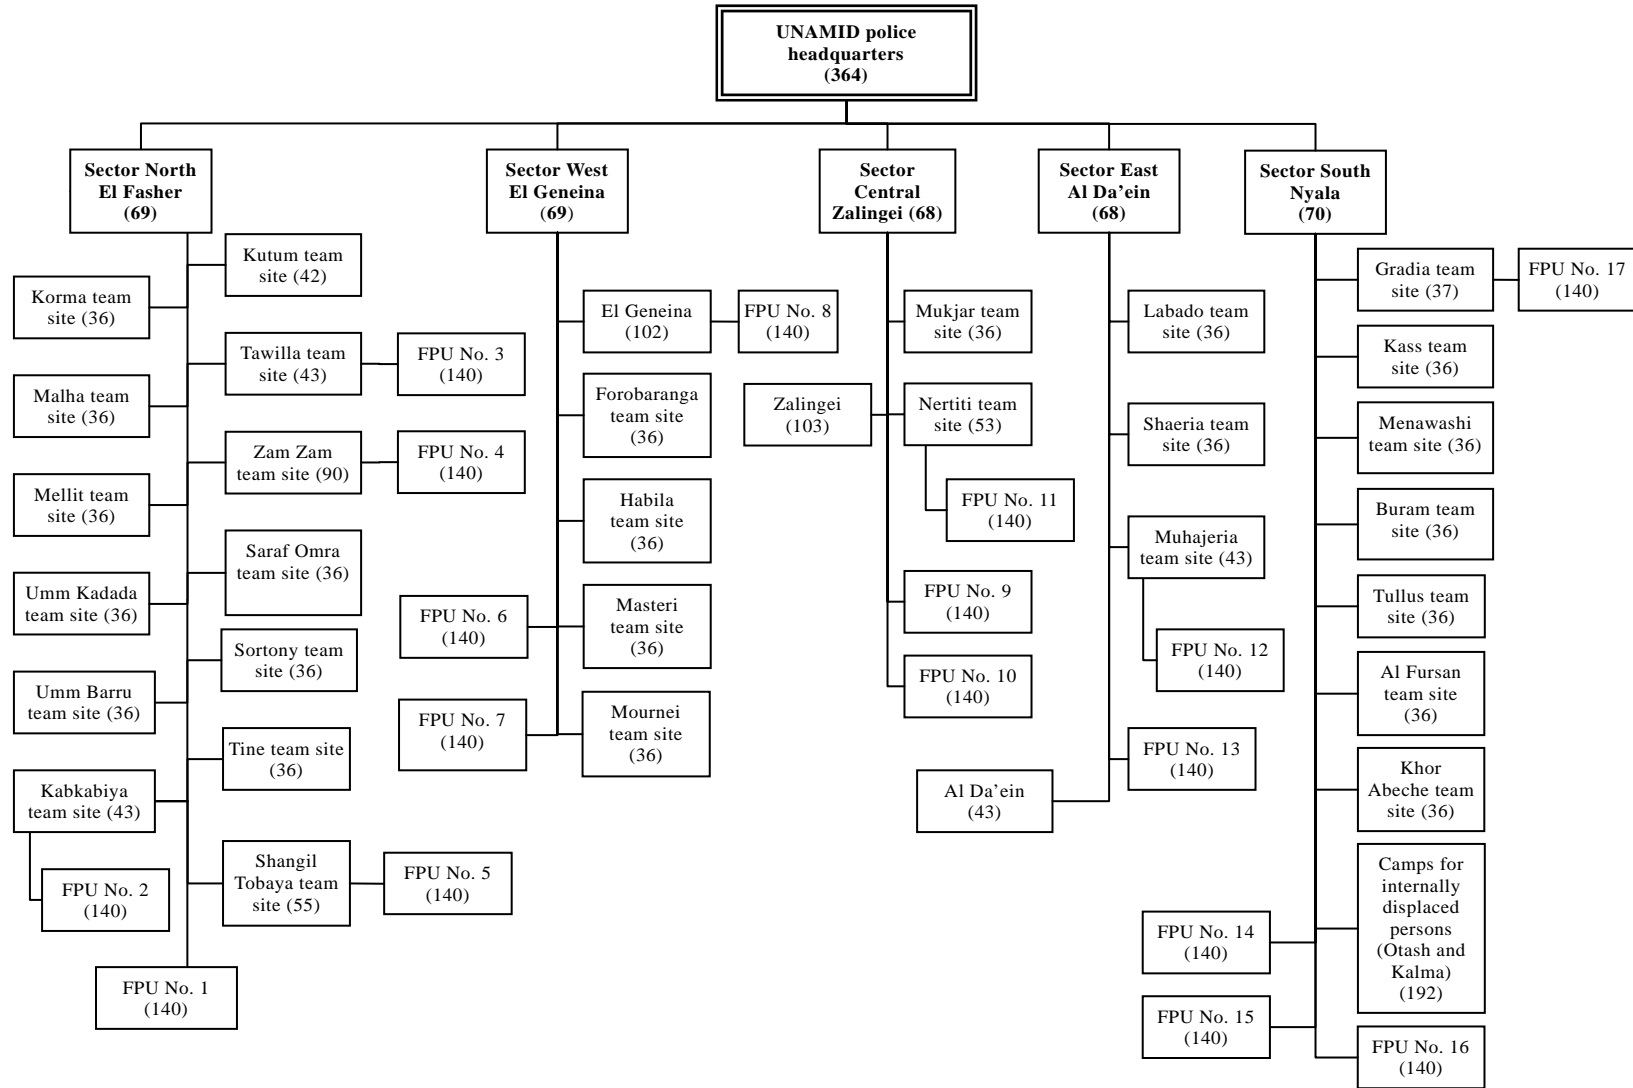 UNAMID police
headquarters
(364)
Sector North
El Fasher
(69)
Sector West
El Geneina
(69)
Sector
Central
Zalingei (68)
Sector East
Al Da’ein
(68)
Sector South
Nyala
(70)
Korma team
site (36)
Malha team
site (36)
Mellit team
site (36)
Umm Kadada
team site (36)
Umm Barru
team site (36)
Kabkabiya
team site (43)
FPU No. 2
(140)
FPU No. 1
(140)
Kutum team
site (42)
Tawilla team
site (43)
FPU No. 3
(140)
Zam Zam
team site (90)
FPU No. 4
(140)
Saraf Omra
team site (36)
Sortony team
site (36)
Tine team site
(36)
Shangil
Tobaya team
site (55)
FPU No. 5
(140)
El Geneina
(102)
FPU No. 8
(140)
Forobaranga
team site
(36)
Habila
team site
(36)
FPU No. 6
(140)
Masteri
team site
(36)
FPU No. 7
(140)
Mournei
team site
(36)
Mukjar team
site (36)
Zalingei
(103)
Nertiti team
site (53)
FPU No. 11
(140)
FPU No. 9
(140)
FPU No. 10
(140)
Labado team
site (36)
Shaeria team
site (36)
Muhajeria
team site (43)
FPU No. 12
(140)
FPU No. 13
(140)
Al Da’ein
(43)
Gradia team
site (37)
FPU No. 17
(140)
Kass team
site (36)
Menawashi
team site (36)
Buram team
site (36)
Tullus team
site (36)
Al Fursan
team site
(36)
Khor
Abeche team
site (36)
Camps for
internally
displaced
persons
(Otash and
Kalma)
(192)
FPU No. 14
(140)
FPU No. 15
(140)
FPU No. 16
(140)